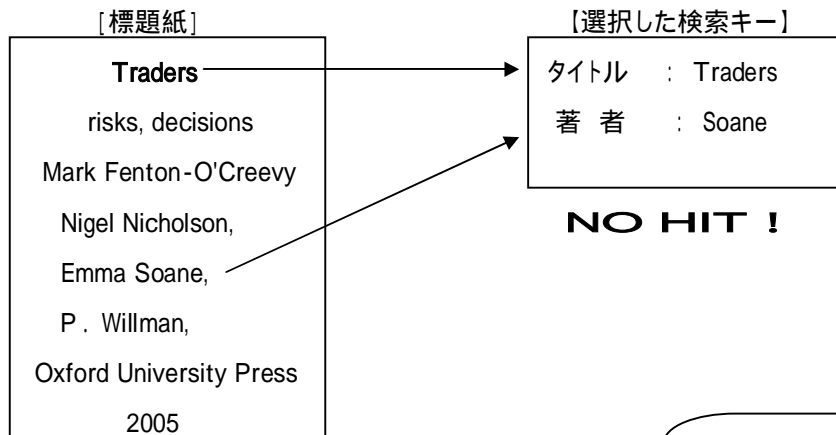 [標題紙]
Traders
risks, decisions
Mark Fenton-O'Creevy
Nigel Nicholson,
Emma Soane,
P . Willman,
Oxford University Press
2005
【選択した検索キー】
タイトル : Traders
著 者 : Soane
NO HIT !